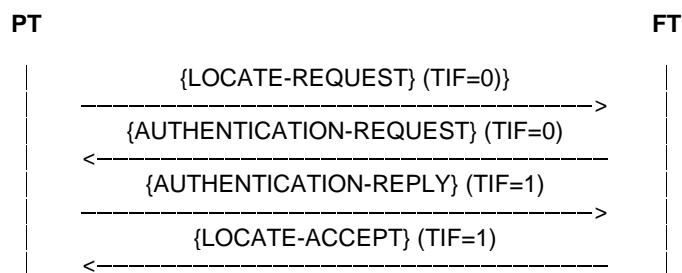 PT FT
{LOCATE-REQUEST} (TIF=0)}
{AUTHENTICATION-REQUEST} (TIF=0)
{AUTHENTICATION-REPLY} (TIF=1)
{LOCATE-ACCEPT} (TIF=1)